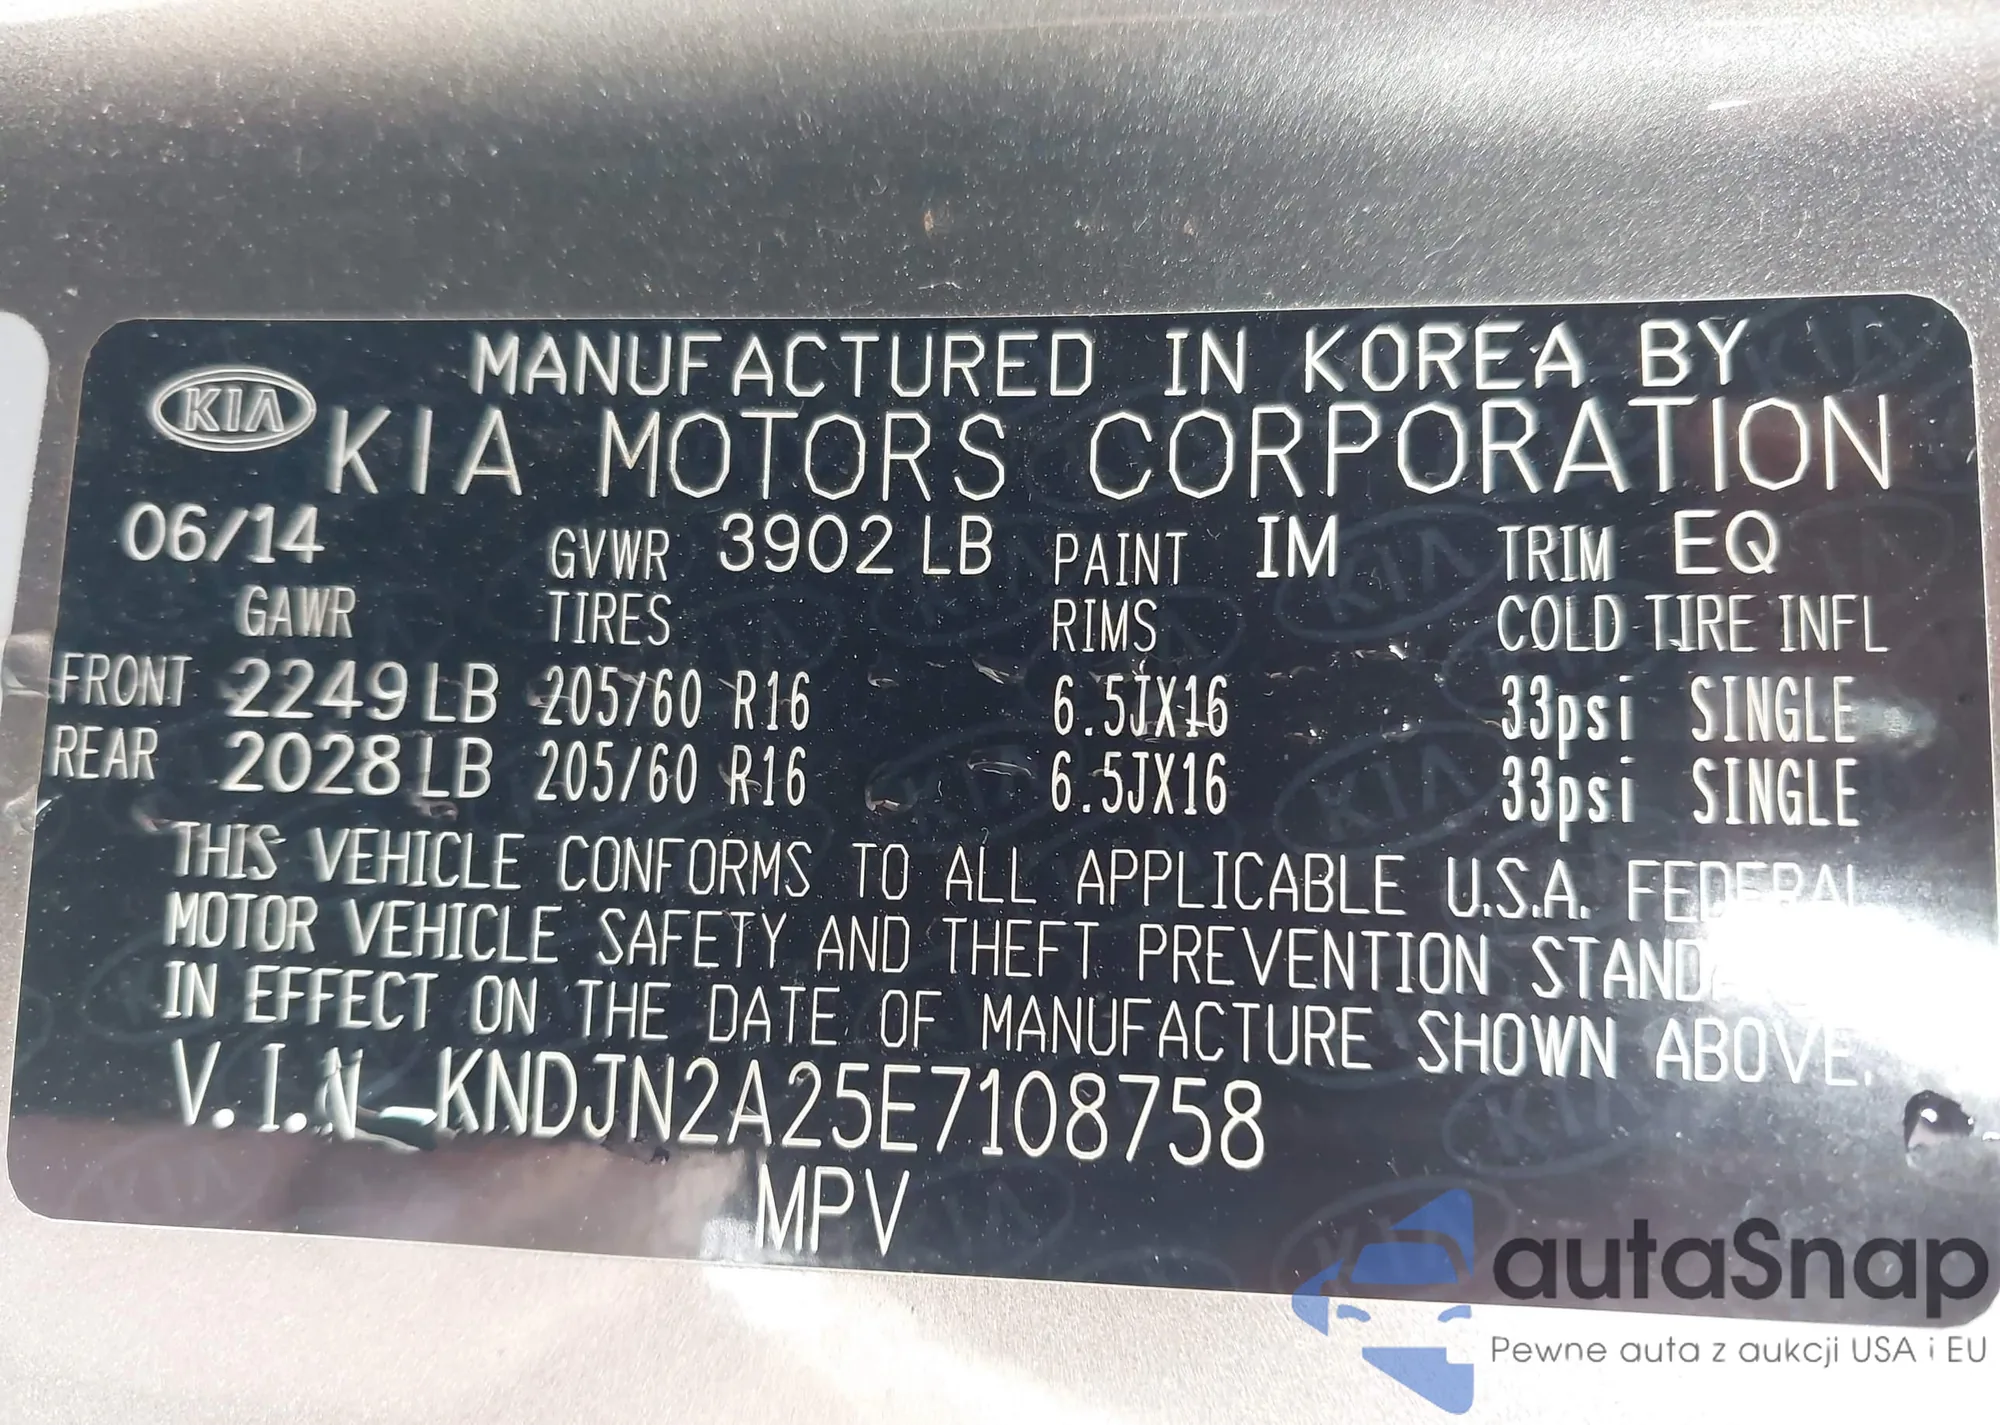 MANUFACTURED IN KOREA BY
KIA
KIA MOTORS CORPORATION
06/14 GVWR 3902 LB PAINT IM TRIM EQ
GAWR TIRES RIMS COLD TIRE INFL
FRONT 2249 LB 205/60 R16 6.5JX16 33psi SINGLE
REAR 2028 LB 205/60 R16 6.5JX16 33psi SINGLE
THIS VEHICLE CONFORMS TO ALL APPLICABLE U.S.A. FEDERAL
MOTOR VEHICLE SAFETY AND THEFT PREVENTION
IN EFFECT ON THE DATE OF MANUFACTURE SHOWN ABOVE.
V.I.N KNDJN2A25E7108758
MPV
autaSnap
Pewne auta z aukcji USA i EU